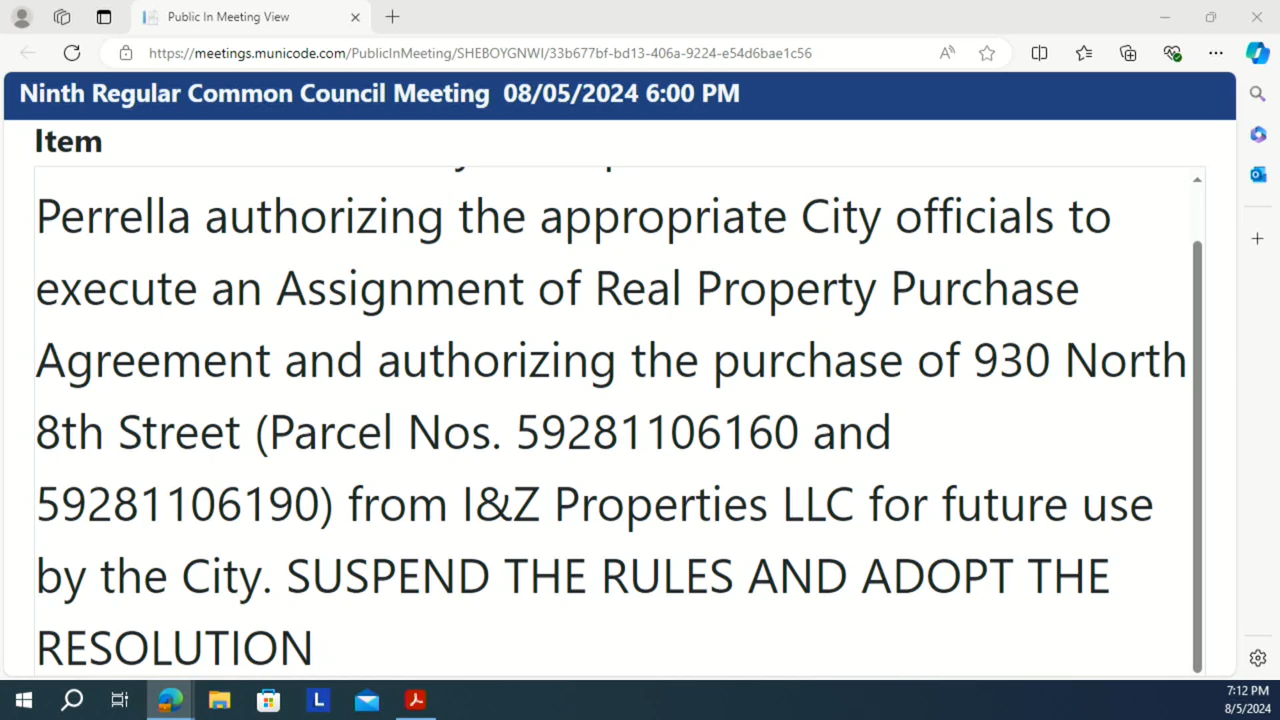 Public In Meeting View
https://meetings.municode.com/PublicInMeeting/SHEBOYGNWI/33b677bf-bd13-406a-9224-e54d6bae1c56
Ninth Regular Common Council Meeting 08/05/2024 6:00 PM
Item
Perrella authorizing the appropriate City officials to
execute an Assignment of Real Property Purchase
Agreement and authorizing the purchase of 930 North
8th Street (Parcel Nos. 59281106160 and
59281106190) from I&Z Properties LLC for future use
by the City. SUSPEND THE RULES AND ADOPT THE
RESOLUTION
7:12 PM
8/5/2024